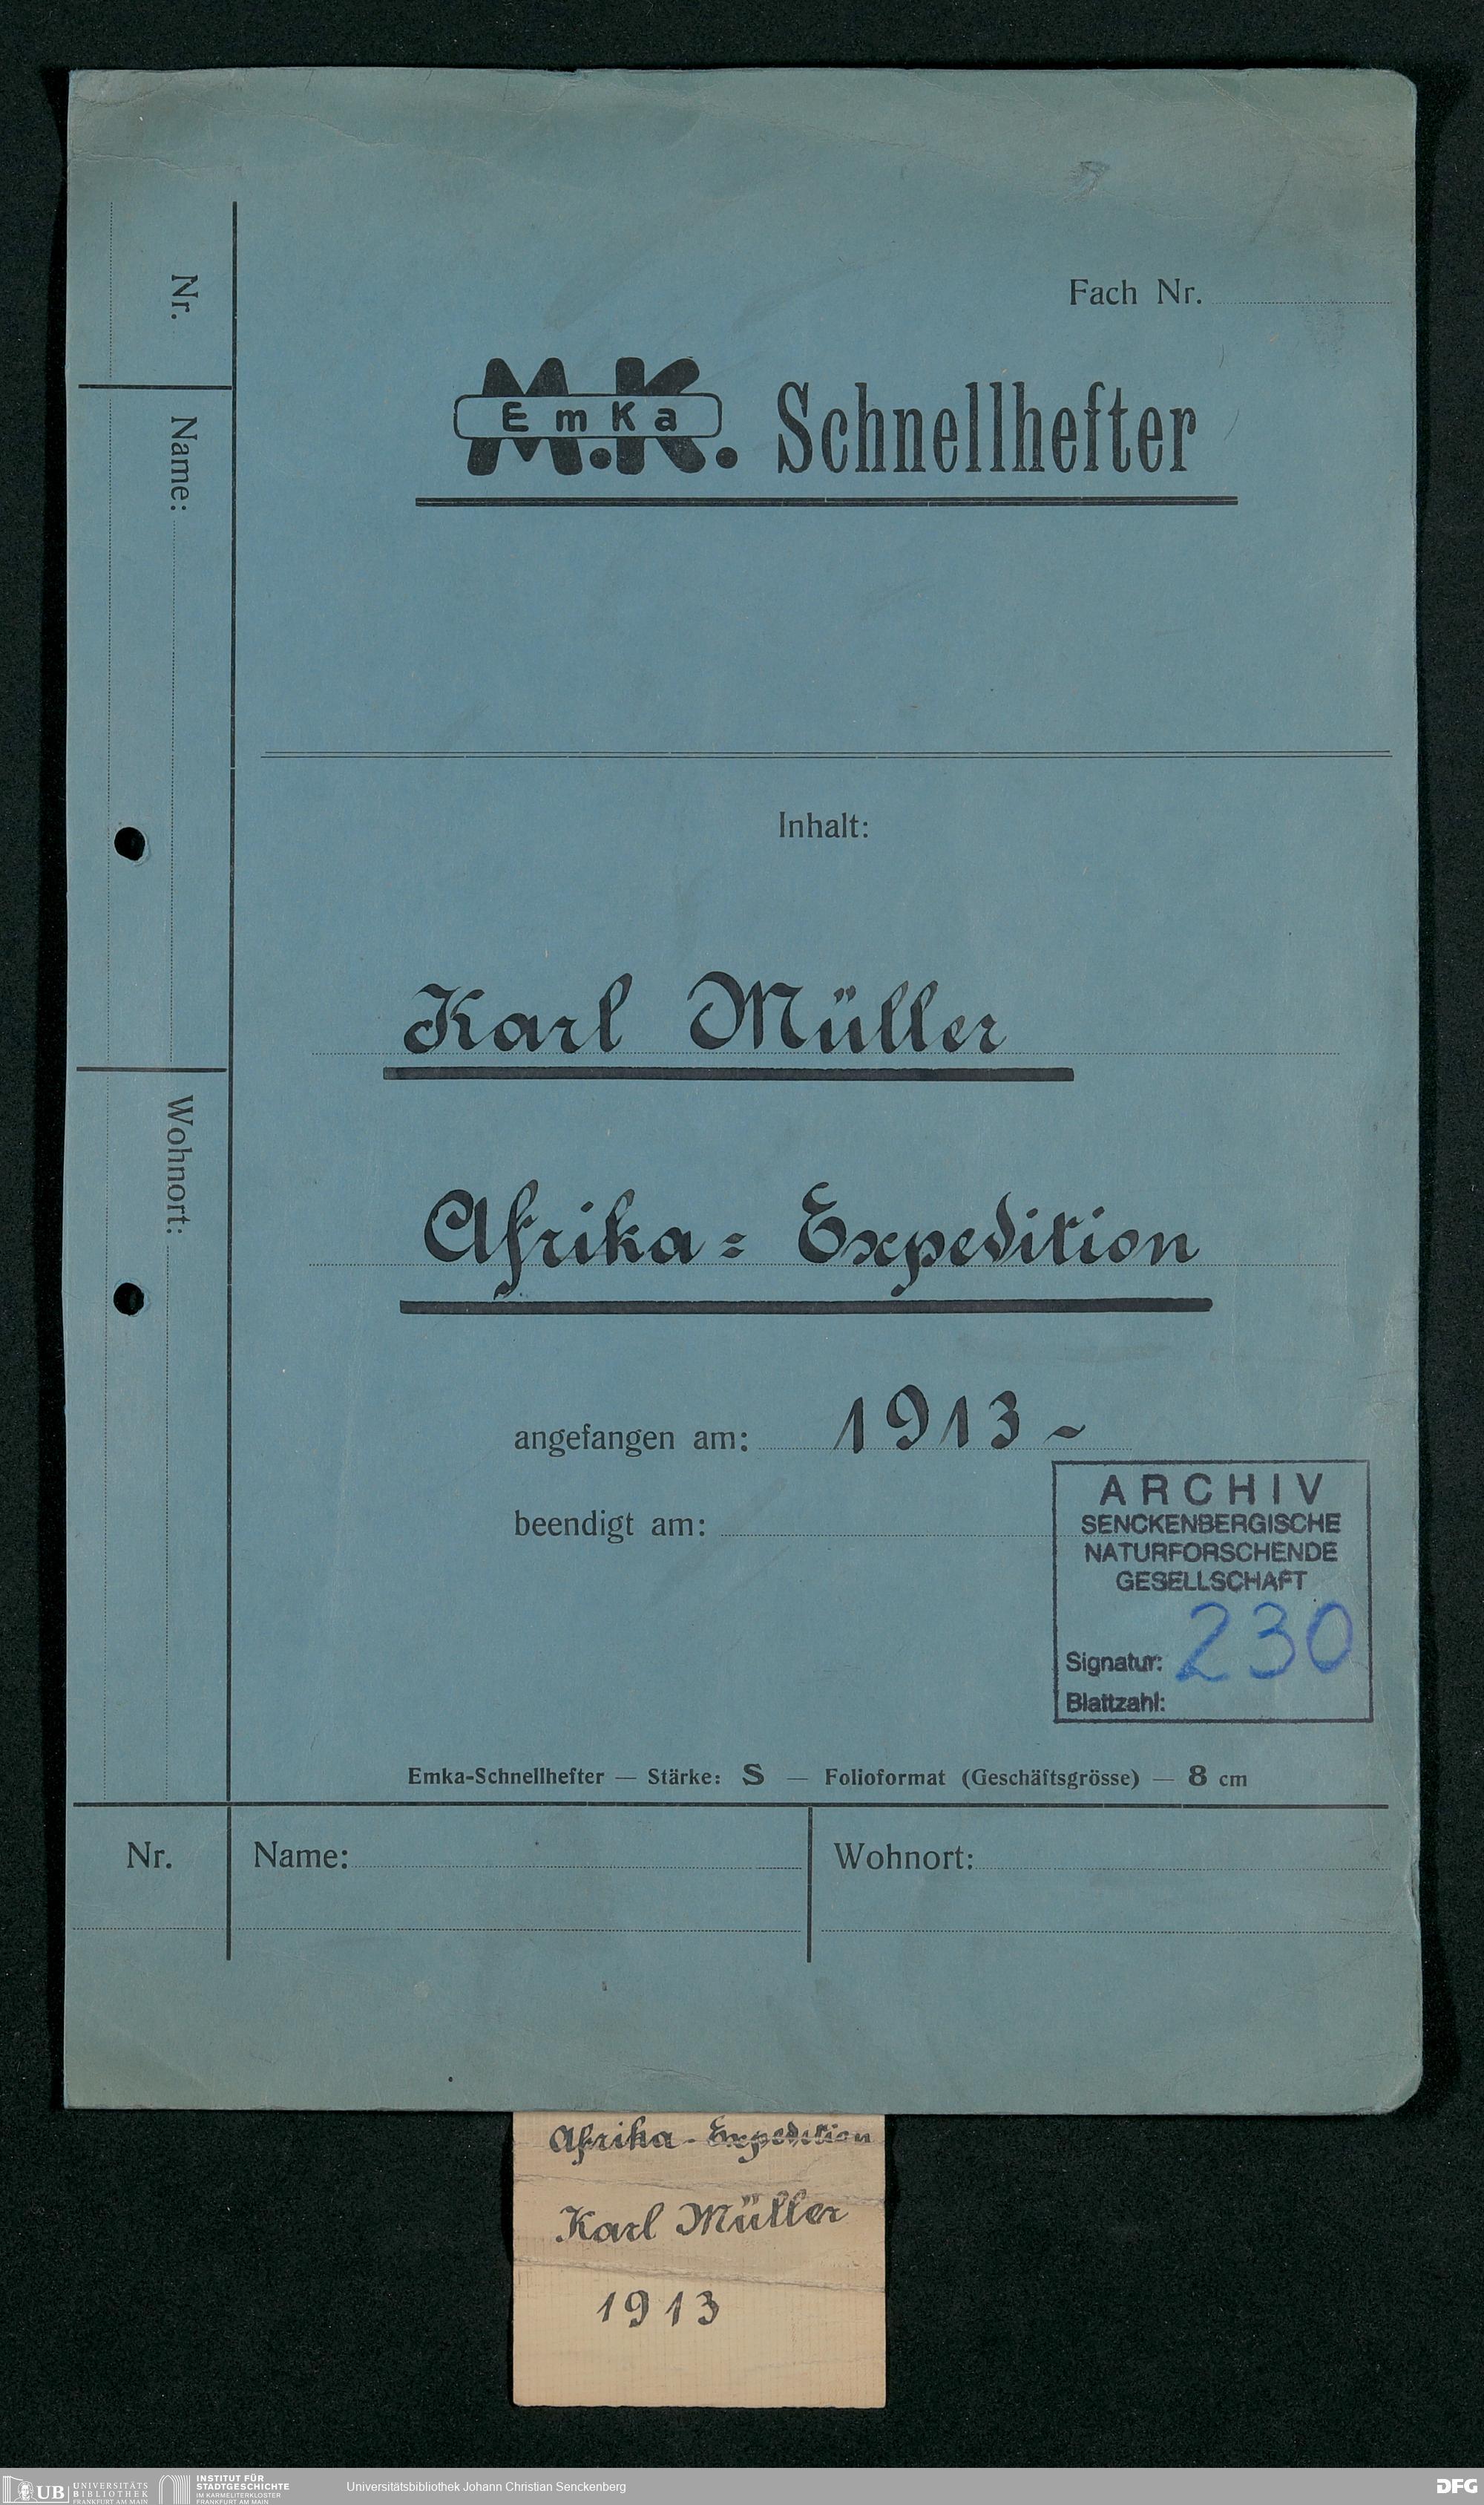 Nr.
Name:
Wohnort:
Fach Nr.
M.K.
EmKa
Schnellhefter
Inhalt:
Karl Müller
Afrika = Expedition
angefangen am: 1913 ~
beendigt am:
ARCHIV
SENCKENBERGISCHE
NATURFORSCHENDE
GESELLSCHAFT
Signatur: 230
Blattzahl:
Emka-Schnellhefter — Stärke: S — Folioformat (Geschäftsgrösse) — 8 cm
Nr. Name: Wohnort:
Afrika - Expedition
Karl Müller
1913
UB UNIVERSITÄTS
BIBLIOTHEK
FRANKFURT AM MAIN
INSTITUT FÜR
STADTGESCHICHTE
IM KARMELITERKLOSTER
FRANKFURT AM MAIN
Universitätsbibliothek Johann Christian Senckenberg
DFG